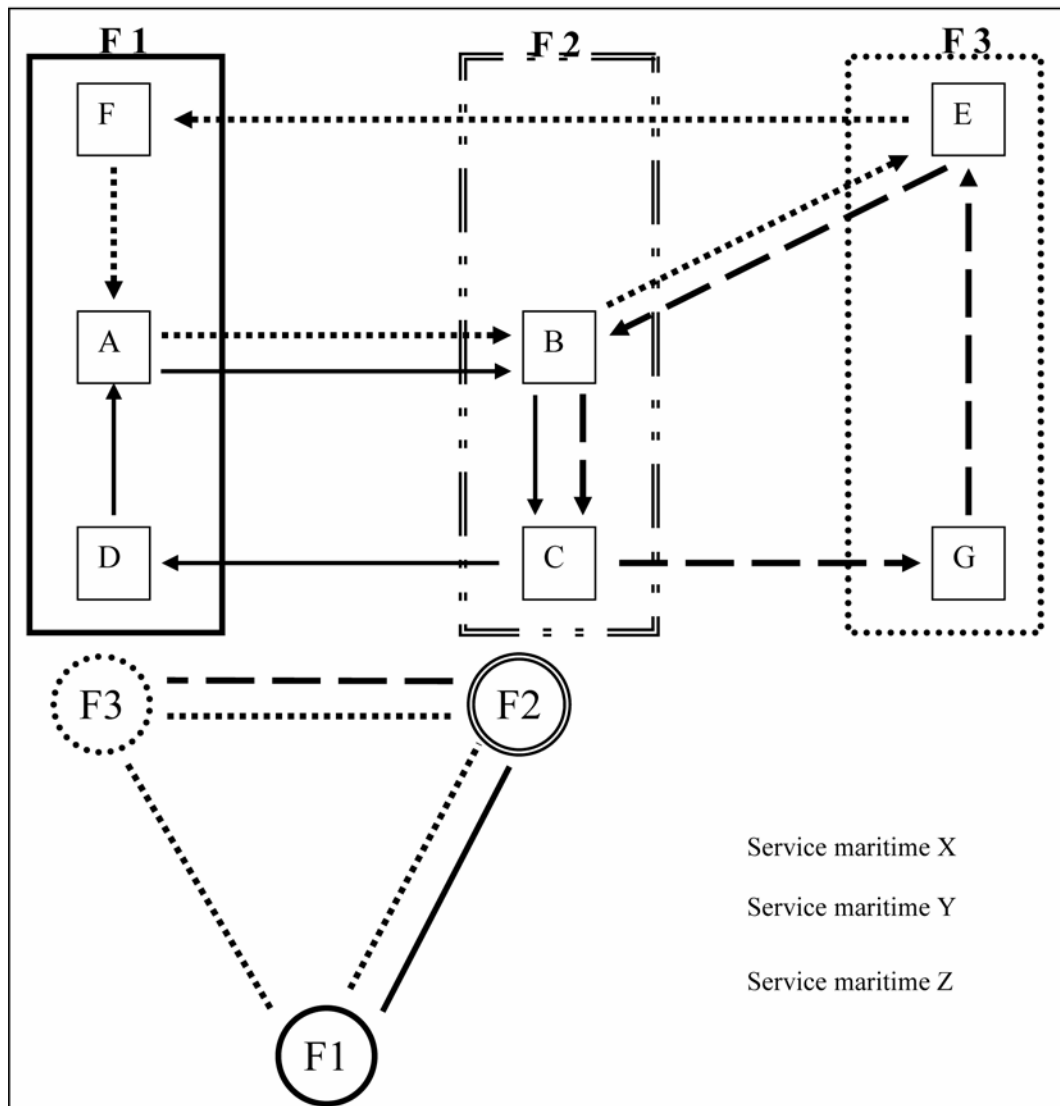 F 1 F 2 F 3
F E
A B
D C G
F3 F2
Service maritime X
Service maritime Y
Service maritime Z
F1